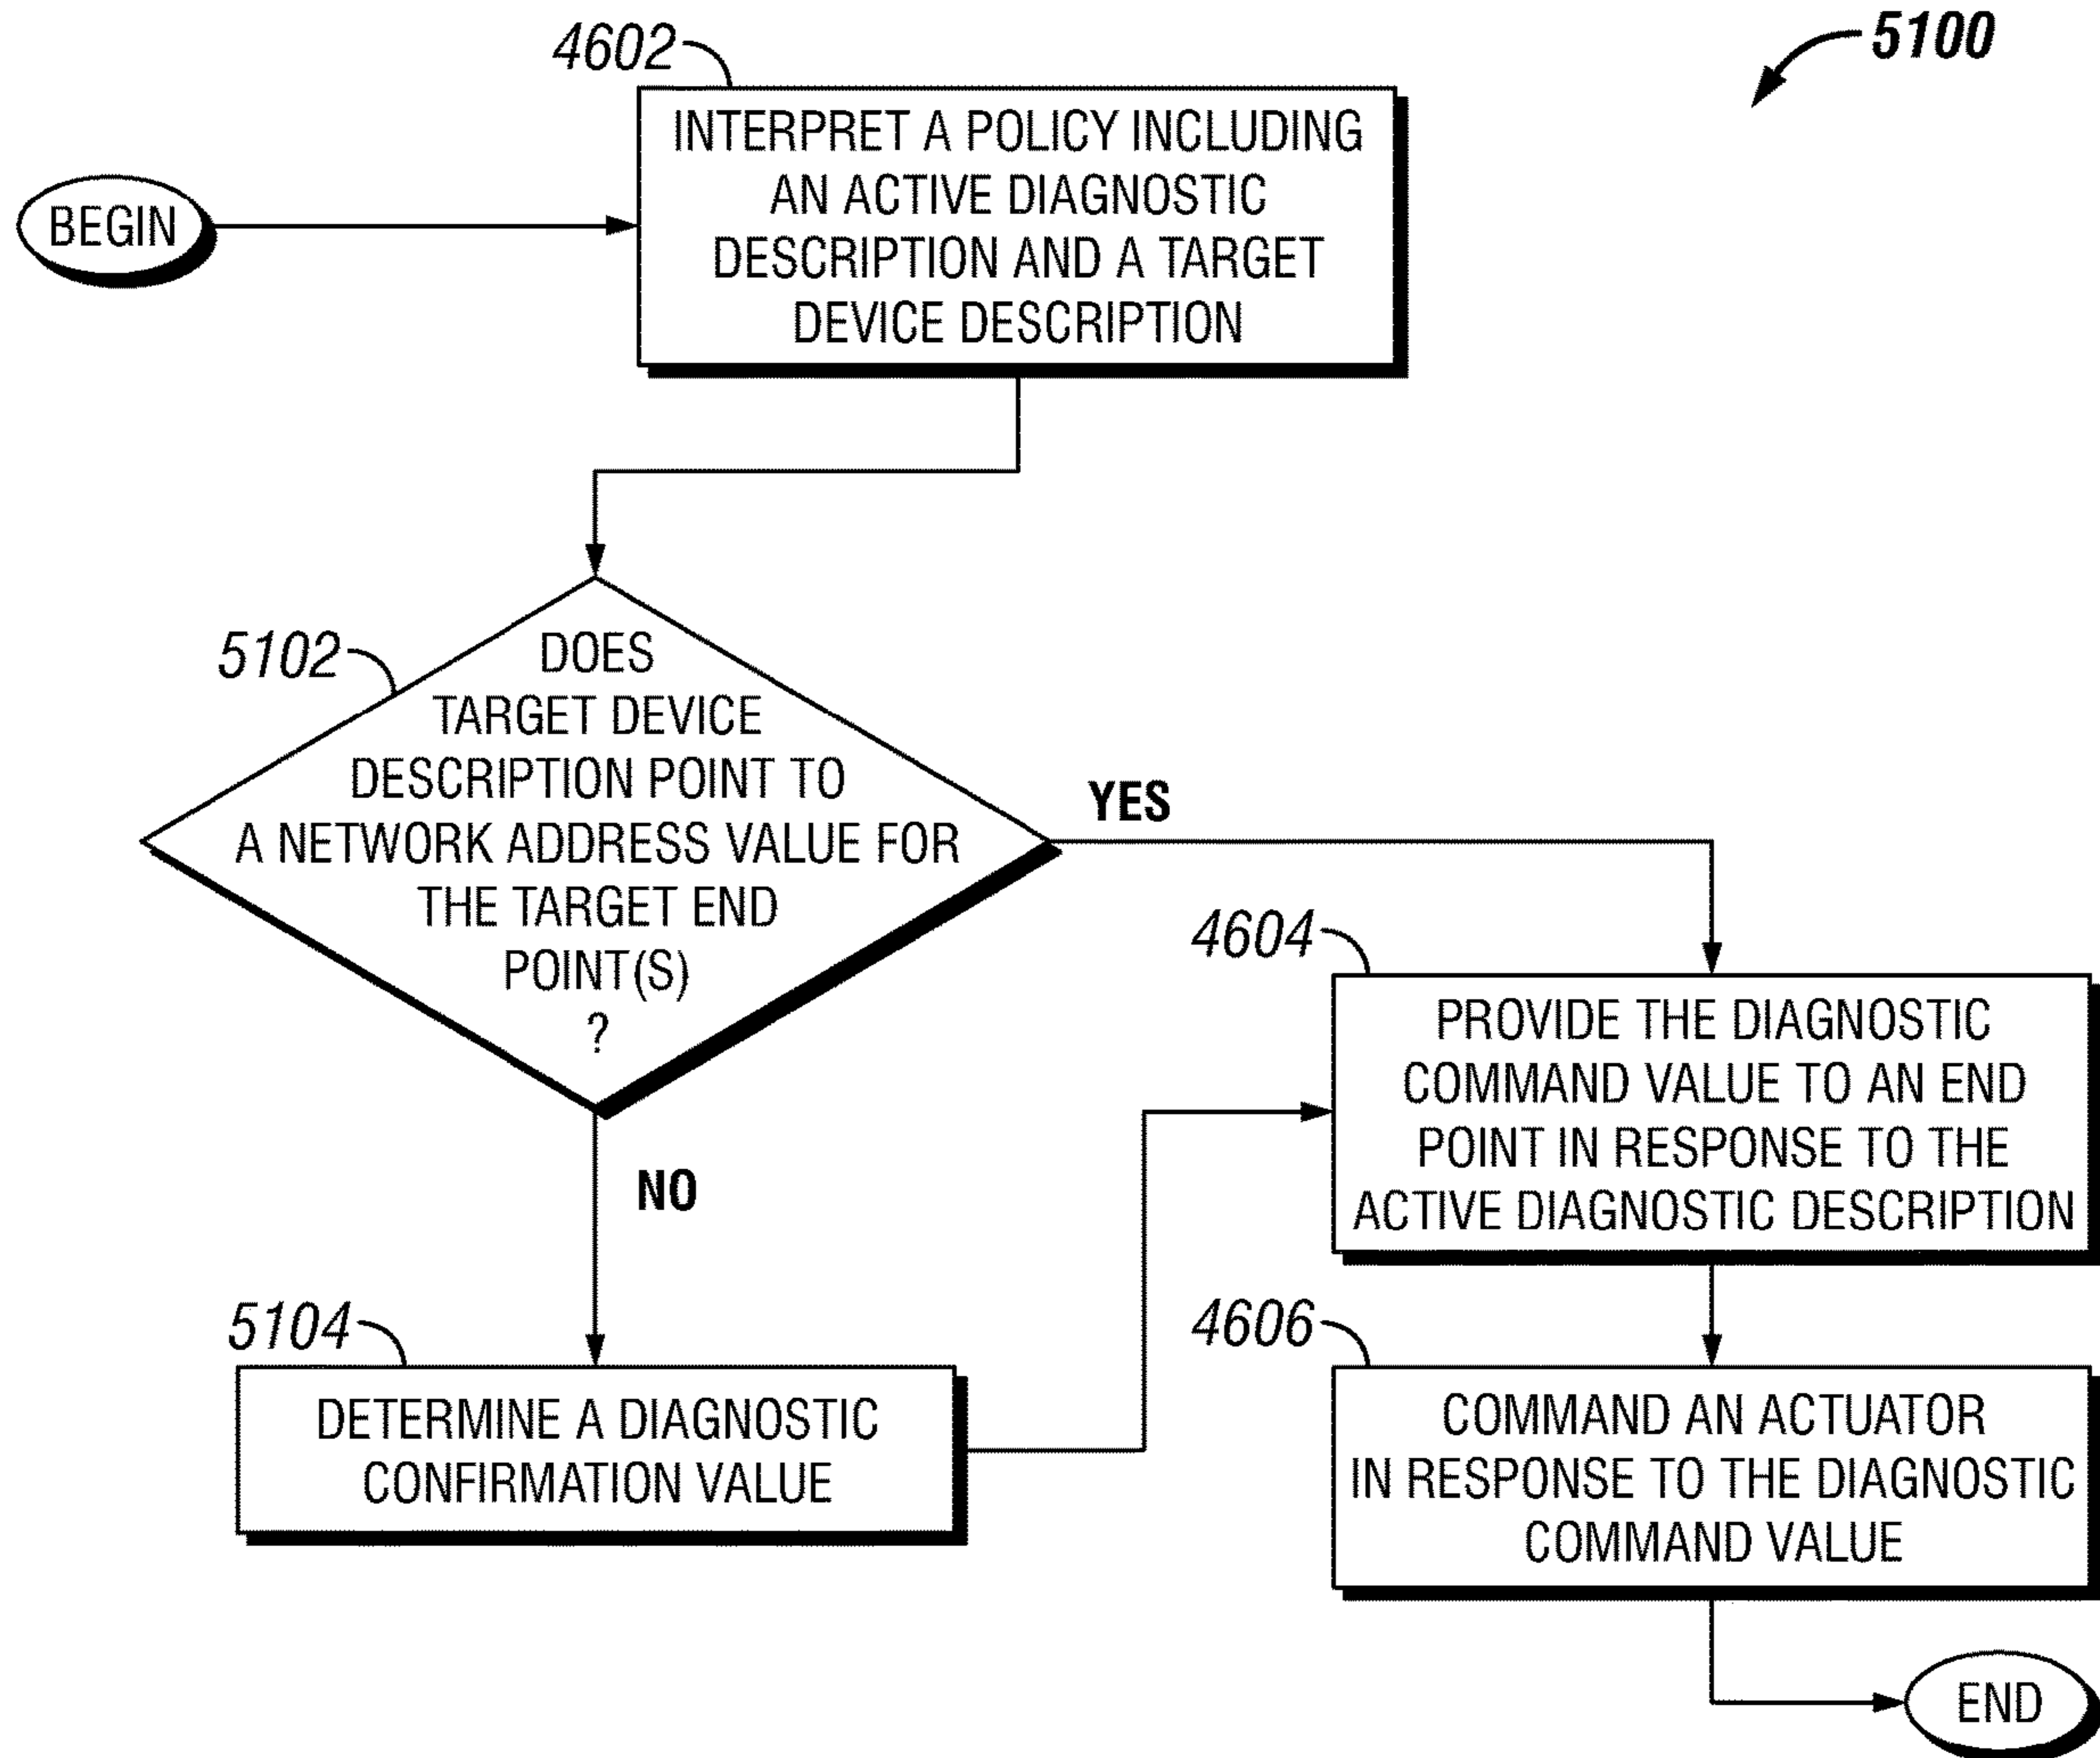 5100
4602
INTERPRET A POLICY INCLUDING
AN ACTIVE DIAGNOSTIC
DESCRIPTION AND A TARGET
DEVICE DESCRIPTION
BEGIN
5102
DOES
TARGET DEVICE
DESCRIPTION POINT TO
A NETWORK ADDRESS VALUE FOR
THE TARGET END
POINT(S)
?
YES
NO
4604
PROVIDE THE DIAGNOSTIC
COMMAND VALUE TO AN END
POINT IN RESPONSE TO THE
ACTIVE DIAGNOSTIC DESCRIPTION
5104
DETERMINE A DIAGNOSTIC
CONFIRMATION VALUE
4606
COMMAND AN ACTUATOR
IN RESPONSE TO THE DIAGNOSTIC
COMMAND VALUE
END